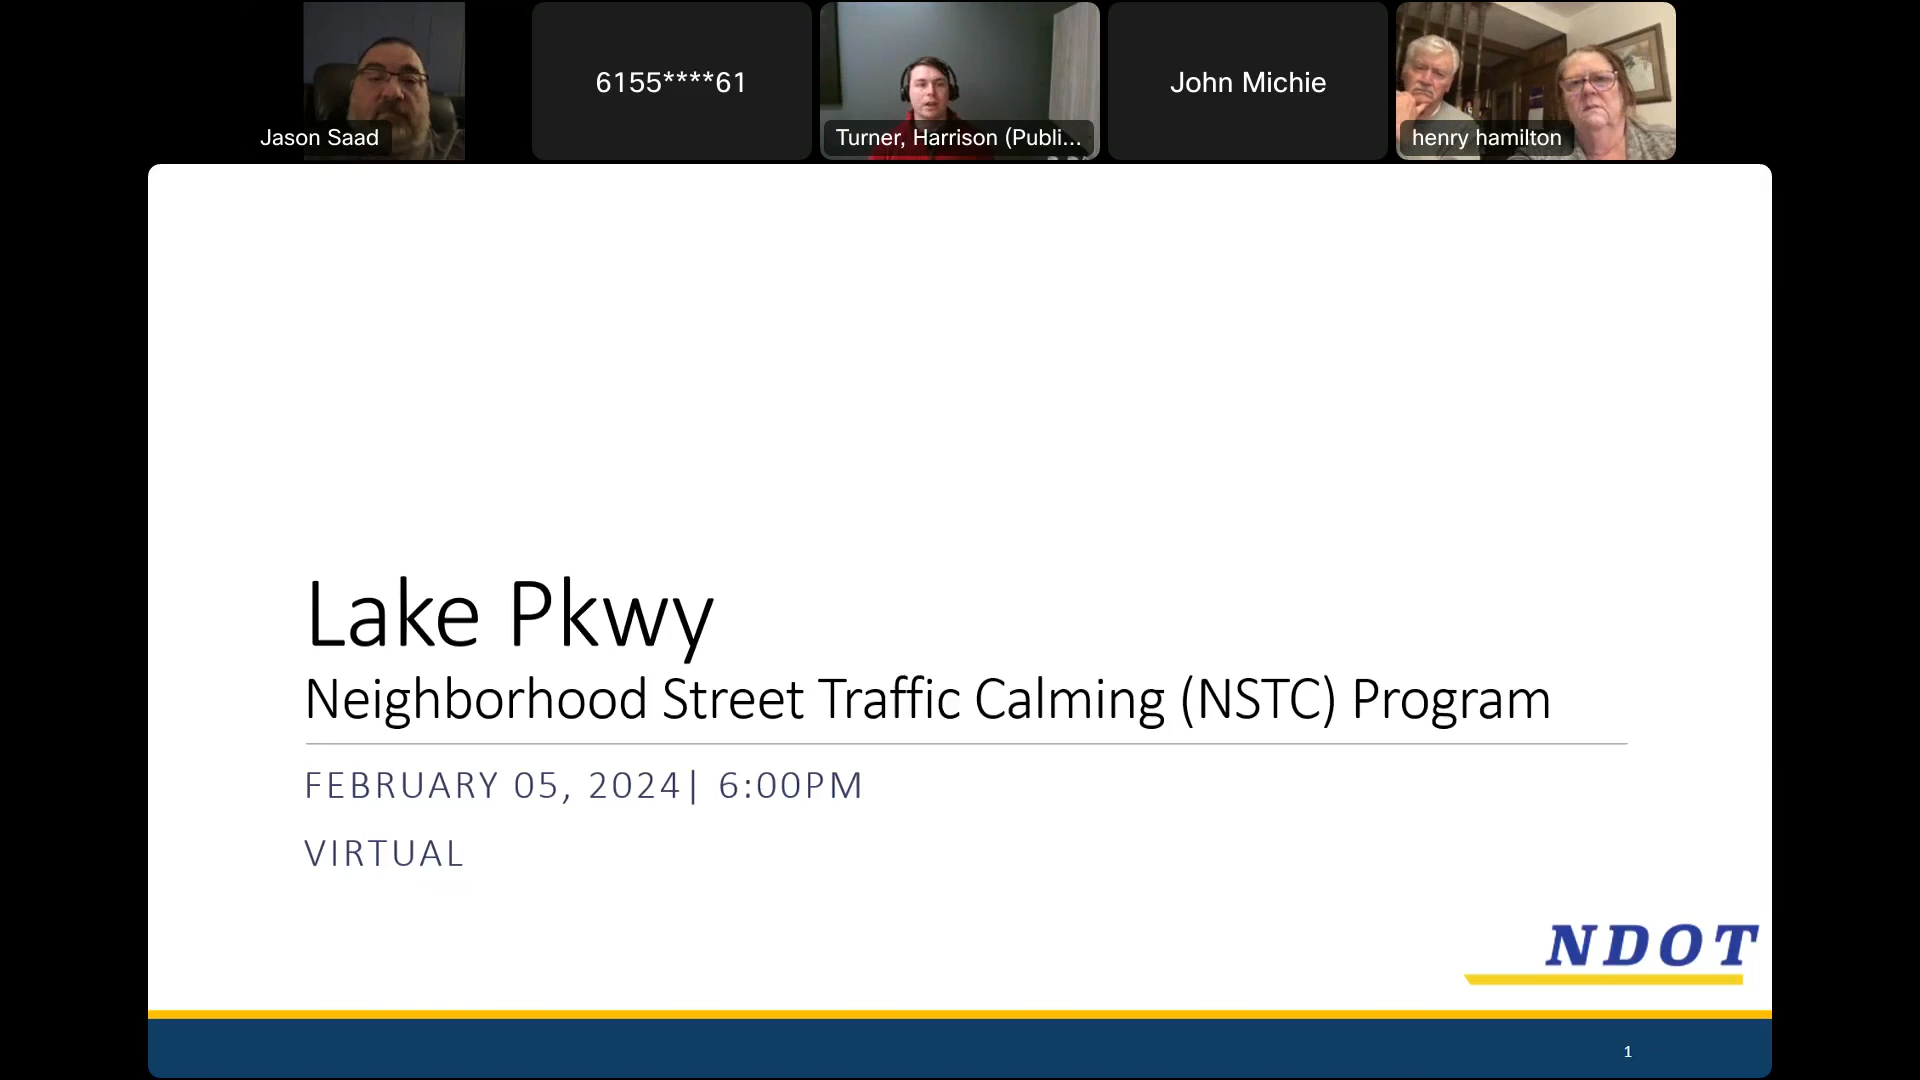 Jason Saad
6155****61
Turner, Harrison (Publi...
John Michie
henry hamilton
Lake Pkwy
Neighborhood Street Traffic Calming (NSTC) Program
FEBRUARY 05, 2024| 6:00PM
VIRTUAL
NDOT
1